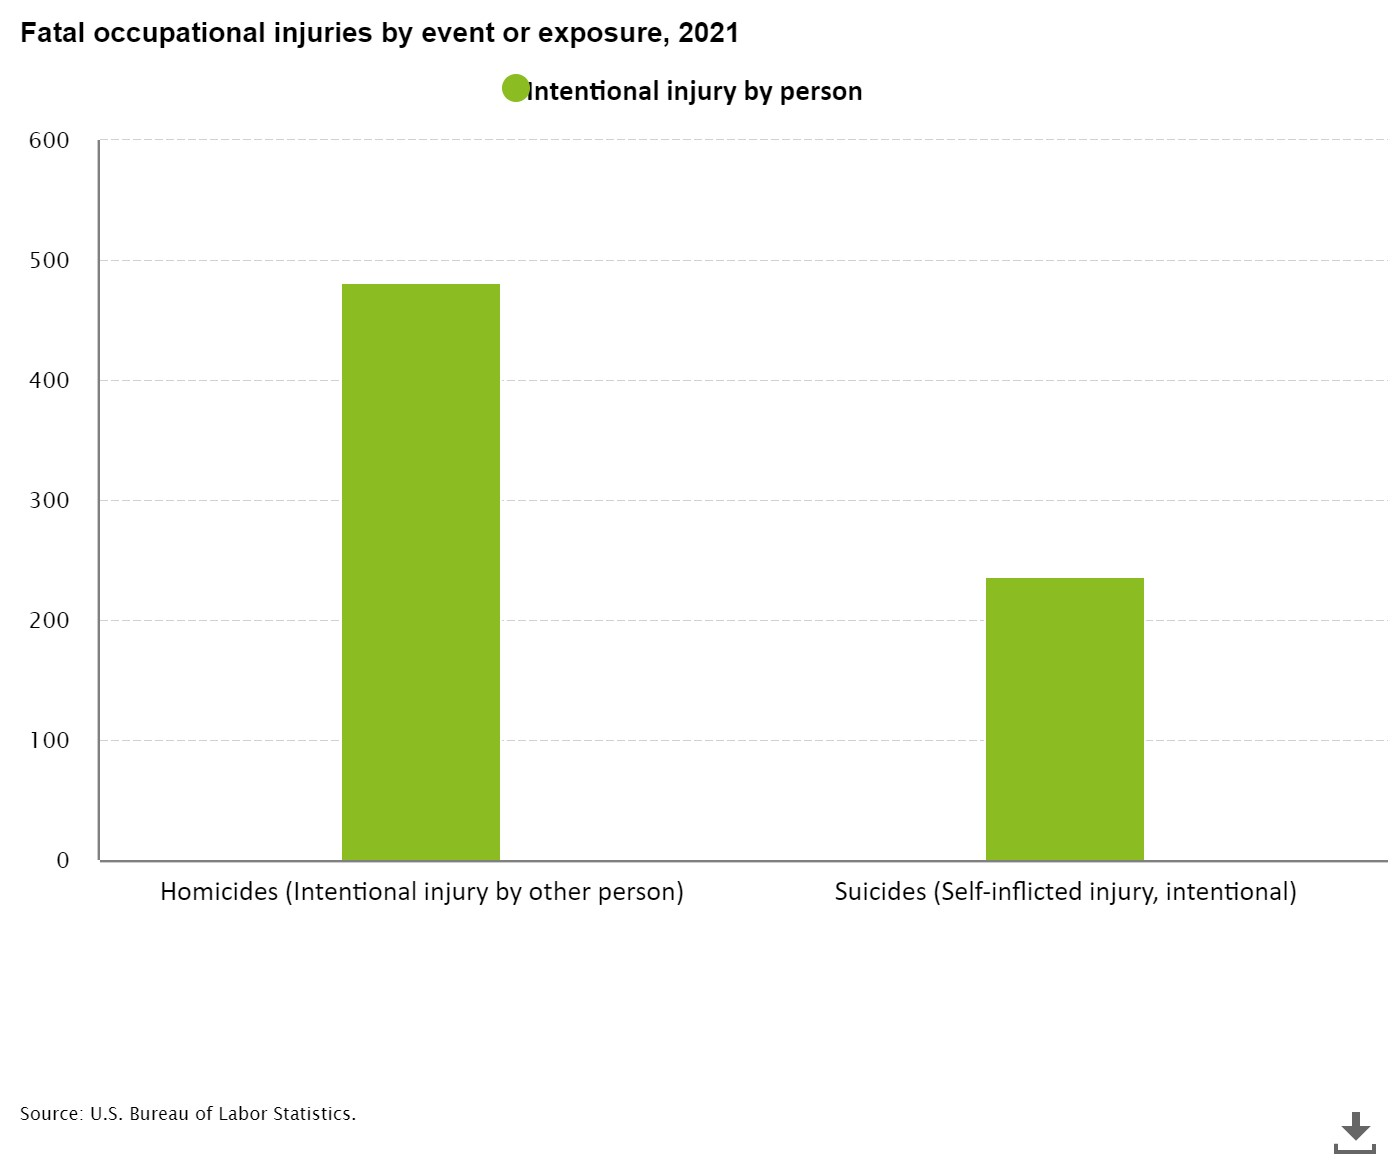 Fatal occupational injuries by event or exposure, 2021
Intentional injury by person
600
500
400
300
200
100
0
Homicides (Intentional injury by other person)
Suicides (Self-inflicted injury, intentional)
Source: U.S. Bureau of Labor Statistics.